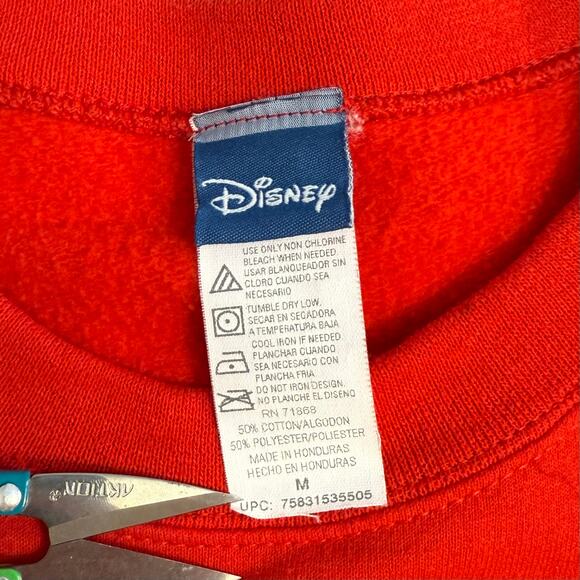 Disney
USE ONLY NON CHLORINE
BLEACH WHEN NEEDED
USAR BLANQUEADOR SIN
CLORO CUANDO SEA
NECESARIO
TUMBLE DRY LOW.
SECAR EN SECADORA
A TEMPERATURA BAJA
COOL IRON IF NEEDED
PLANCHAR CUANDO
SEA NECESARIO CON
PLANCHA FRIA
DO NOT IRON DESIGN.
NO PLANCHE EL DISENO
RN 71868
50% COTTON/ALGODON
50% POLYESTER/POLIESTER
MADE IN HONDURAS
HECHO EN HONDURAS
M
UPC: 75831535505
ARTION®